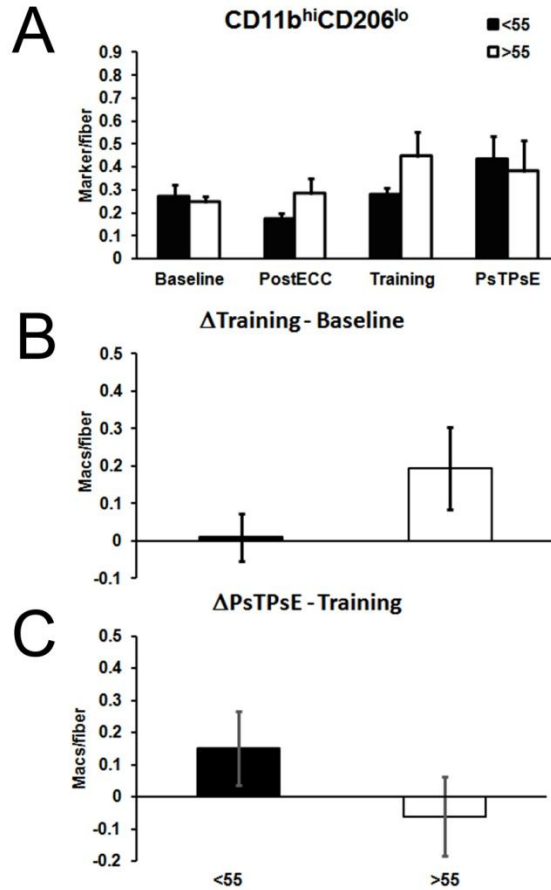 A
CD11bʰⁱCD206ˡᵒ
<55
>55
Marker/fiber
0.9
0.8
0.7
0.6
0.5
0.4
0.3
0.2
0.1
0
Baseline PostECC Training PsTPsE
B
ΔTraining - Baseline
Macs/fiber
0.5
0.4
0.3
0.2
0.1
0
-0.1
C
ΔPsTPsE - Training
Macs/fiber
0.5
0.4
0.3
0.2
0.1
0
-0.1
-0.2
<55 >55